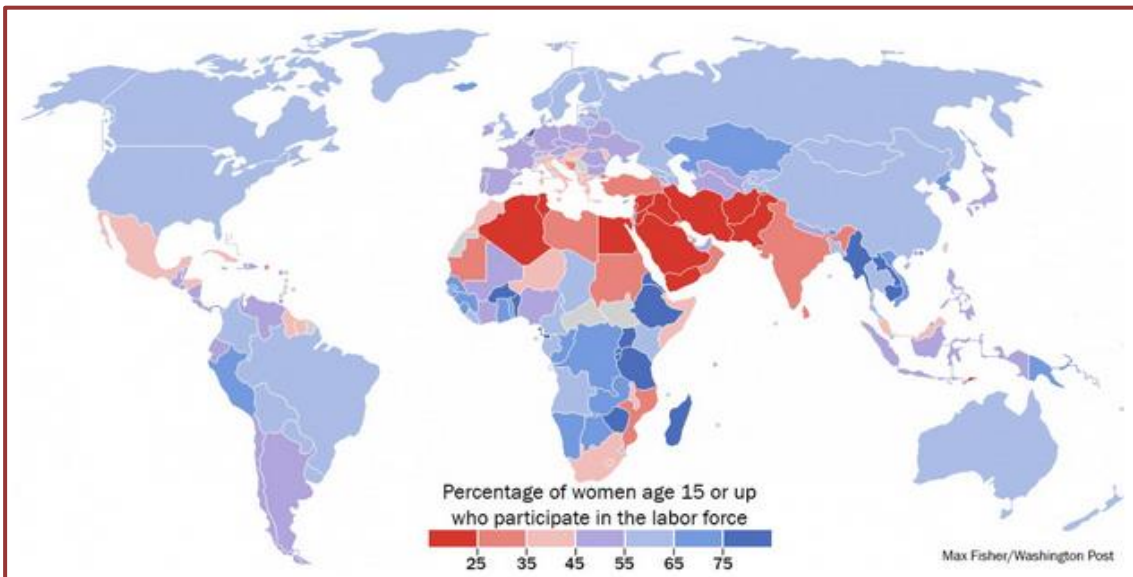 Percentage of women age 15 or up
who participate in the labor force
25 35 45 55 65 75
Max Fisher/Washington Post